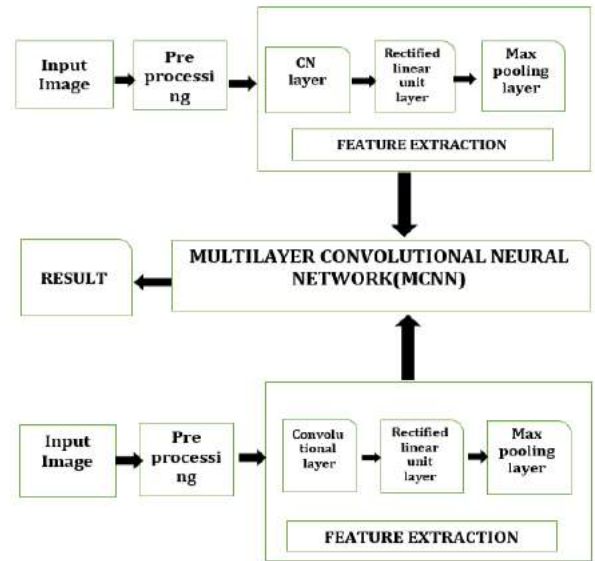 Input
Image
Pre
processi
ng
CN
layer
Rectified
linear
unit
layer
Max
pooling
layer
FEATURE EXTRACTION
MULTILAYER CONVOLUTIONAL NEURAL
NETWORK(MCNN)
RESULT
Input
Image
Pre
processi
ng
Convolu
tional
layer
Rectified
linear
unit
layer
Max
pooling
layer
FEATURE EXTRACTION